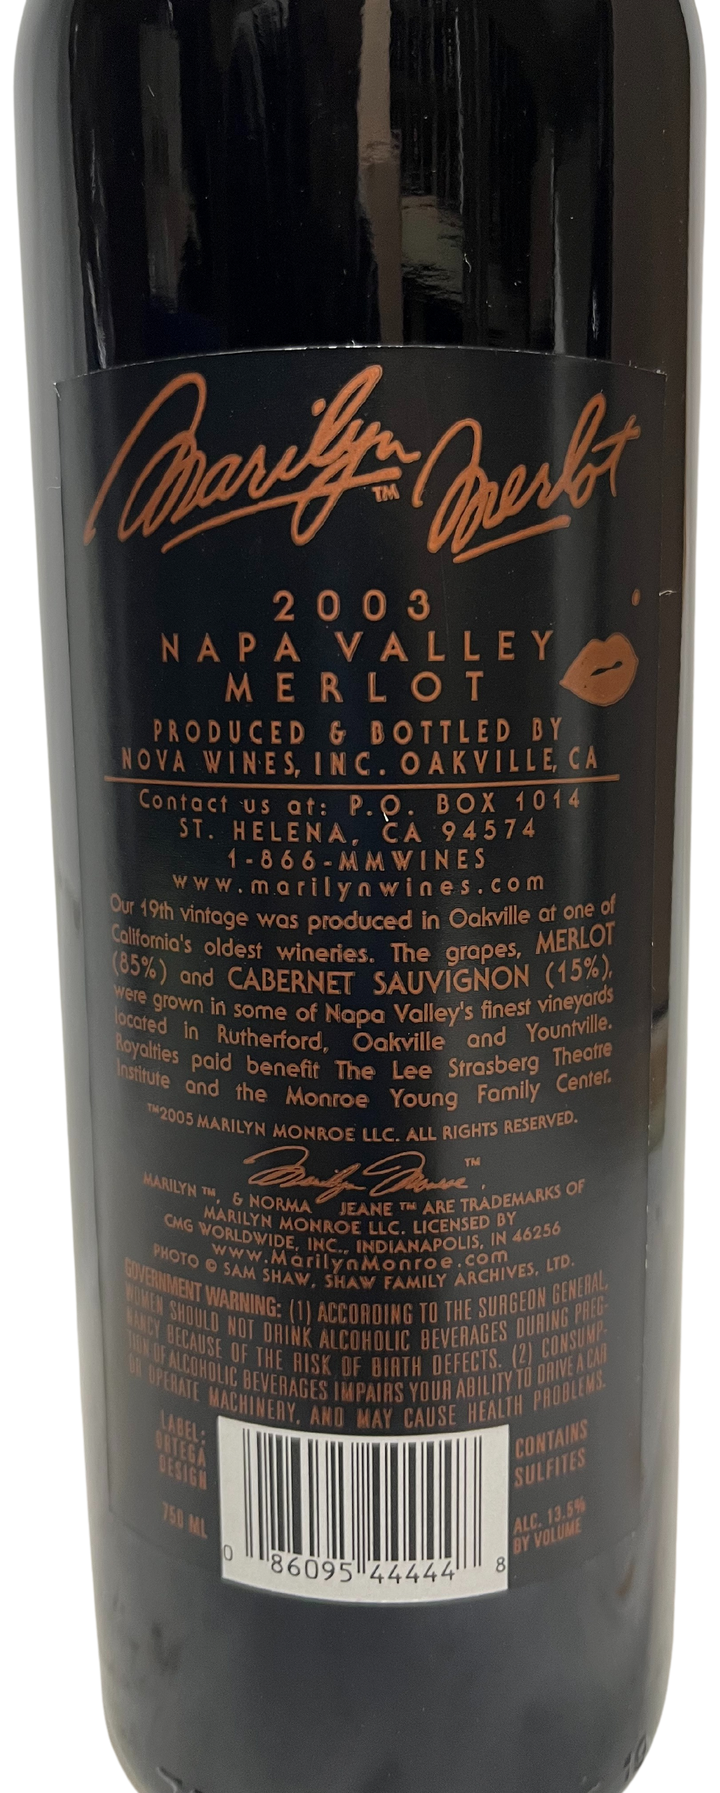 Marilyn™ Merlot
2003
NAPA VALLEY
MERLOT
PRODUCED & BOTTLED BY
NOVA WINES, INC. OAKVILLE, CA
Contact us at: P.O. BOX 1014
ST. HELENA, CA 94574
1-866-MMWINES
www.marilynwines.com
Our 19th vintage was produced in Oakville at one of
California's oldest wineries. The grapes, MERLOT
(85%) and CABERNET SAUVIGNON (15%),
were grown in some of Napa Valley's finest vineyards
located in Rutherford, Oakville and Yountville.
Royalties paid benefit The Lee Strasberg Theatre
Institute and the Monroe Young Family Center.
™2005 MARILYN MONROE LLC. ALL RIGHTS RESERVED.
Marilyn Monroe ™,
MARILYN ™, & NORMA JEANE ™ ARE TRADEMARKS OF
MARILYN MONROE LLC. LICENSED BY
CMG WORLDWIDE, INC., INDIANAPOLIS, IN 46256
www.MarilynMonroe.com
PHOTO © SAM SHAW, SHAW FAMILY ARCHIVES, LTD.
GOVERNMENT WARNING: (1) ACCORDING TO THE SURGEON GENERAL,
WOMEN SHOULD NOT DRINK ALCOHOLIC BEVERAGES DURING PREG-
NANCY BECAUSE OF THE RISK OF BIRTH DEFECTS. (2) CONSUMP-
TION OF ALCOHOLIC BEVERAGES IMPAIRS YOUR ABILITY TO DRIVE A CAR
OR OPERATE MACHINERY, AND MAY CAUSE HEALTH PROBLEMS.
LABEL:
ORTEGA
DESIGN
750 ML
CONTAINS
SULFITES
ALC. 13.5%
BY VOLUME
0 86095 44444 8